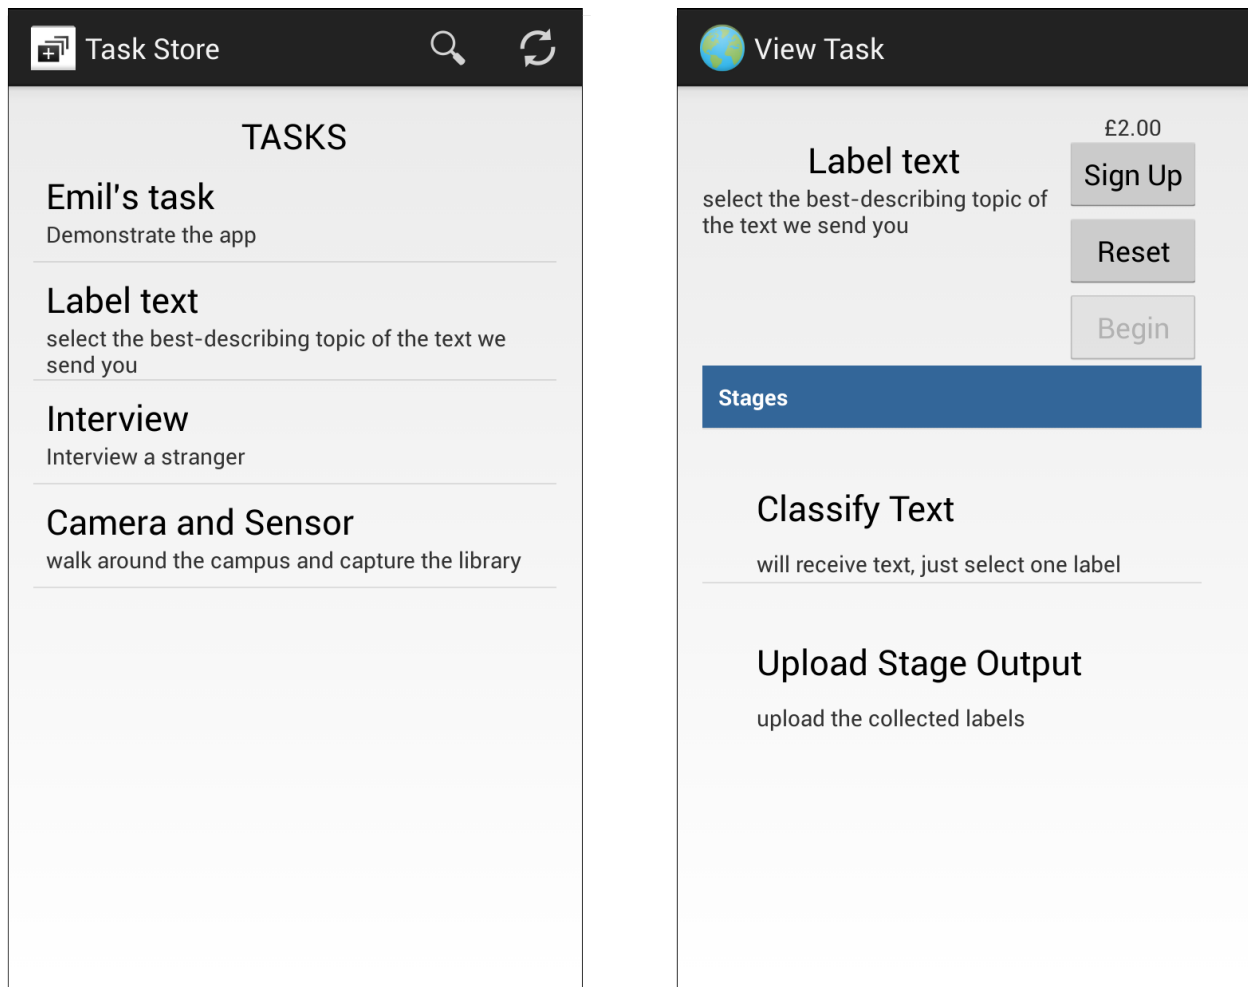 Task Store
TASKS
Emil's task
Demonstrate the app
Label text
select the best-describing topic of the text we
send you
Interview
Interview a stranger
Camera and Sensor
walk around the campus and capture the library
View Task
£2.00
Label text
select the best-describing topic of
the text we send you
Sign Up
Reset
Begin
Stages
Classify Text
will receive text, just select one label
Upload Stage Output
upload the collected labels